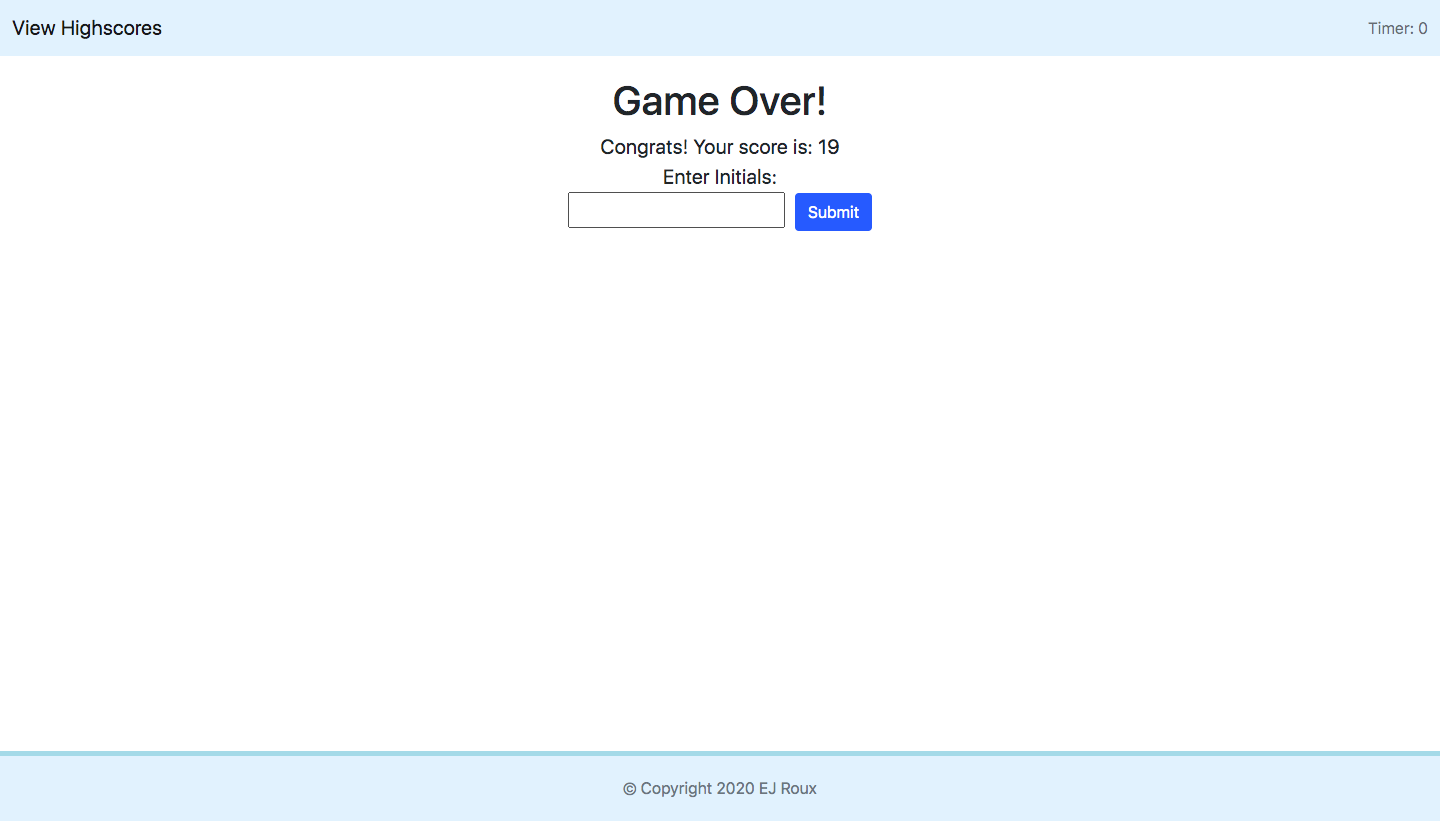 View Highscores
Timer: 0
Game Over!
Congrats! Your score is: 19
Enter Initials:
Submit
© Copyright 2020 EJ Roux